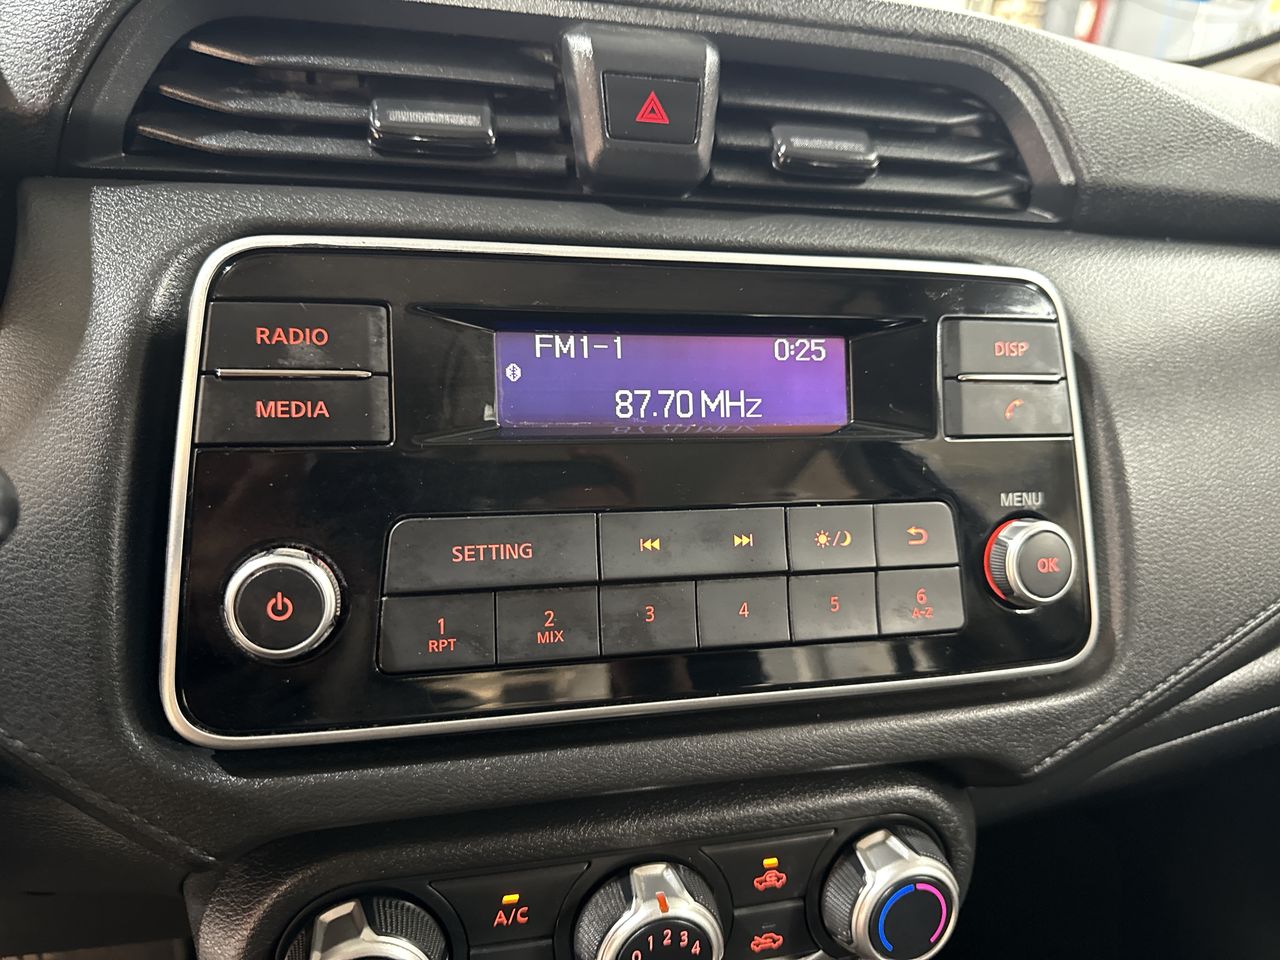 RADIO
MEDIA
FM1-1 0:25
87.70 MHz
DISP
MENU
OK
SETTING
1
RPT
2
MIX
3
4
5
6
A-Z
A/C
0 1 2 3 4